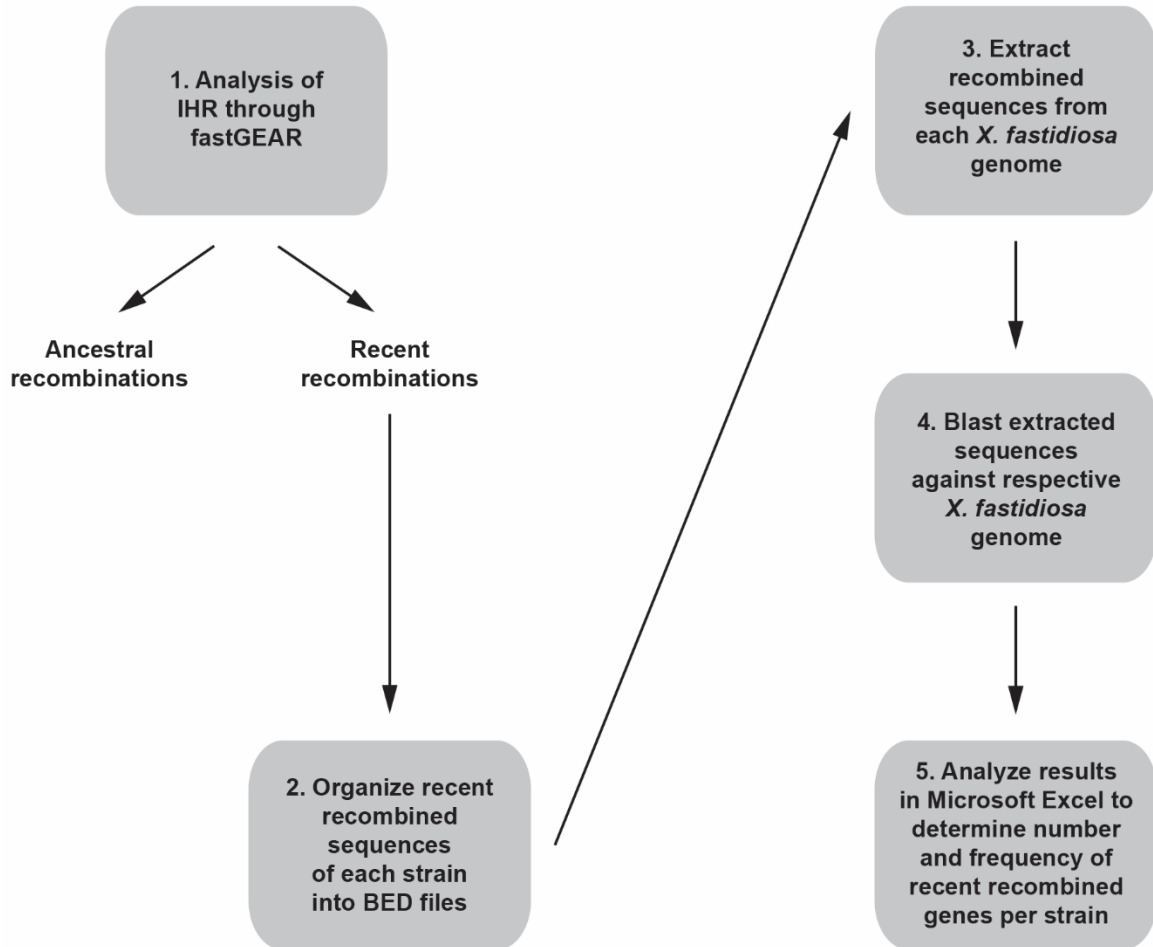 1. Analysis of
IHR through
fastGEAR
Ancestral
recombinations
Recent
recombinations
2. Organize recent
recombined
sequences
of each strain
into BED files
3. Extract
recombined
sequences from
each X. fastidiosa
genome
4. Blast extracted
sequences
against respective
X. fastidiosa
genome
5. Analyze results
in Microsoft Excel to
determine number
and frequency of
recent recombined
genes per strain